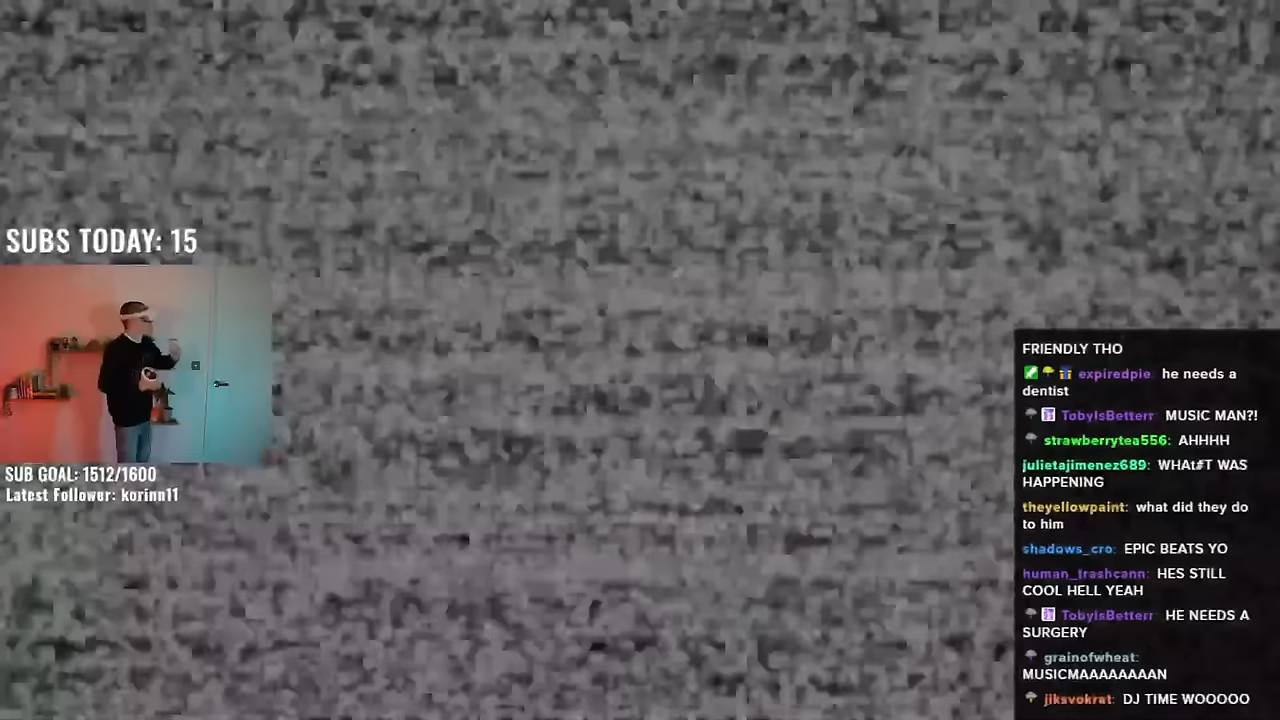 SUBS TODAY: 15
SUB GOAL: 1512/1600
Latest Follower: korinn11
FRIENDLY THO
expiredpie: he needs a
dentist
TobyIsBetterr: MUSIC MAN?!
strawberrytea556: AHHHH
julietajimenez689: WHAt#T WAS
HAPPENING
theyellowpaint: what did they do
to him
shadows_cro: EPIC BEATS YO
human_trashcann: HES STILL
COOL HELL YEAH
TobyIsBetterr: HE NEEDS A
SURGERY
grainofwheat:
MUSICMAAAAAAAAN
jiksvokrat: DJ TIME WOOOOO